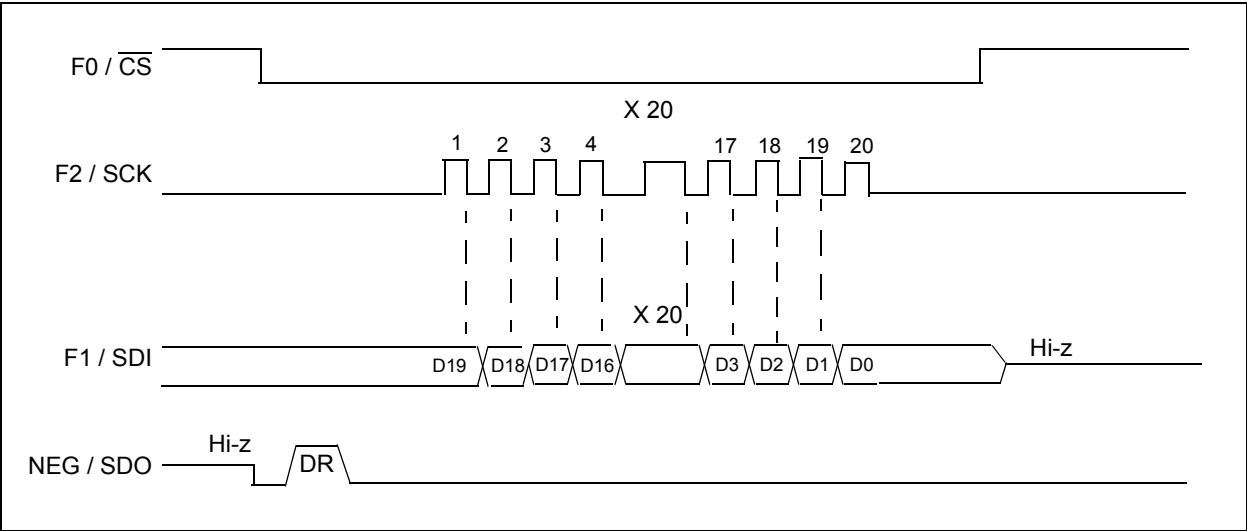 F0 / CS
X 20
1 2 3 4 17 18 19 20
F2 / SCK
X 20
F1 / SDI
D19 D18 D17 D16 D3 D2 D1 D0
Hi-z
Hi-z
NEG / SDO
DR